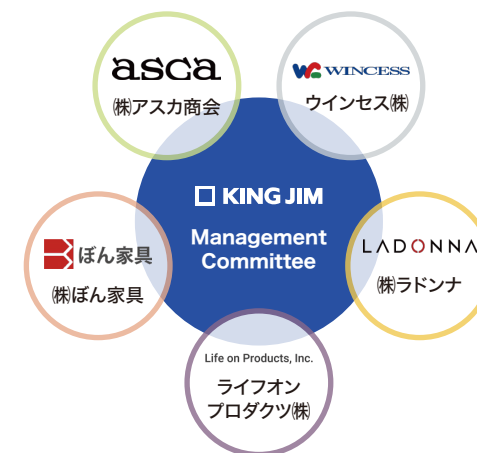 asca
㈱アスカ商会
WINCESS
ウインセス㈱
KING JIM
Management
Committee
ぼん家具
㈱ぼん家具
LADONNA
㈱ラドンナ
Life on Products, Inc.
ライフオン
プロダクツ㈱